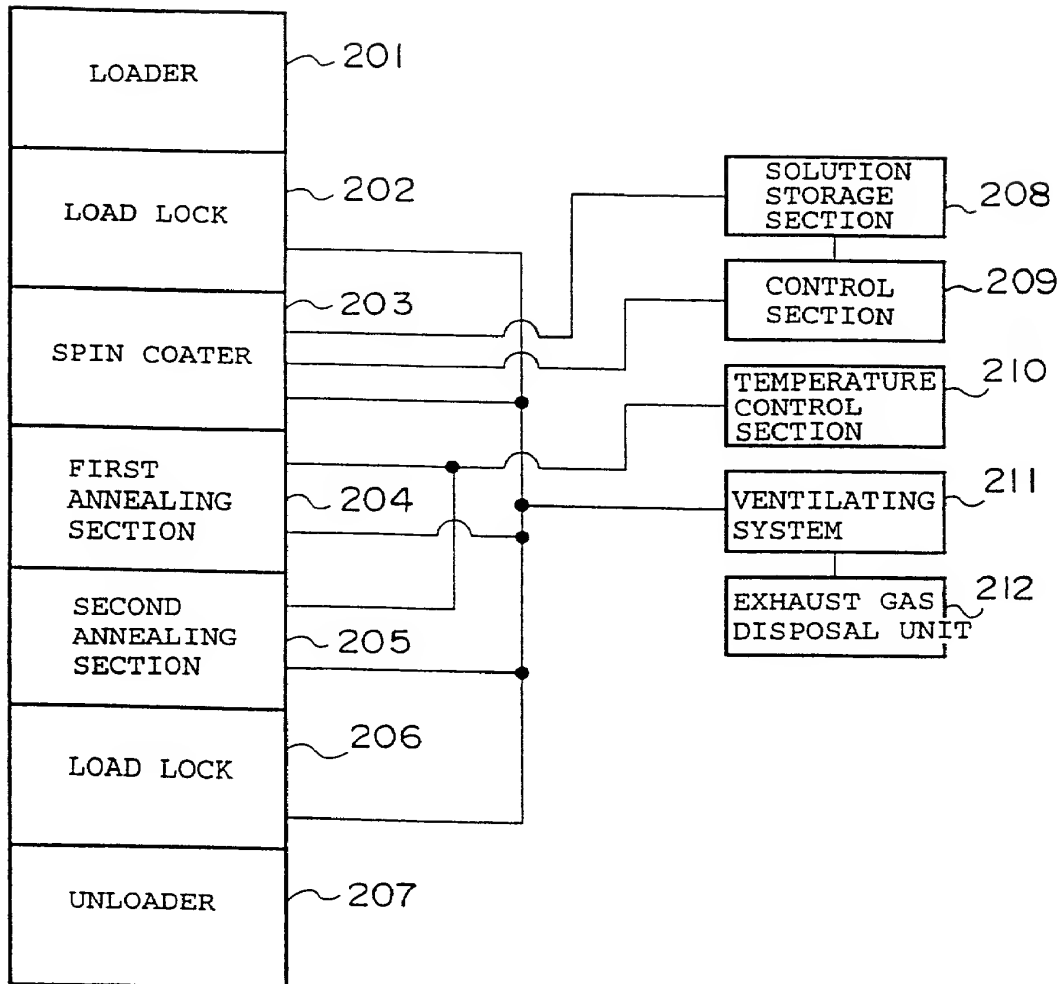 LOADER
201
LOAD LOCK
202
SPIN COATER
203
FIRST
ANNEALING
SECTION
204
SECOND
ANNEALING
SECTION
205
LOAD LOCK
206
UNLOADER
207
SOLUTION
STORAGE
SECTION
208
CONTROL
SECTION
209
TEMPERATURE
CONTROL
SECTION
210
VENTILATING
SYSTEM
211
EXHAUST GAS
DISPOSAL UNIT
212